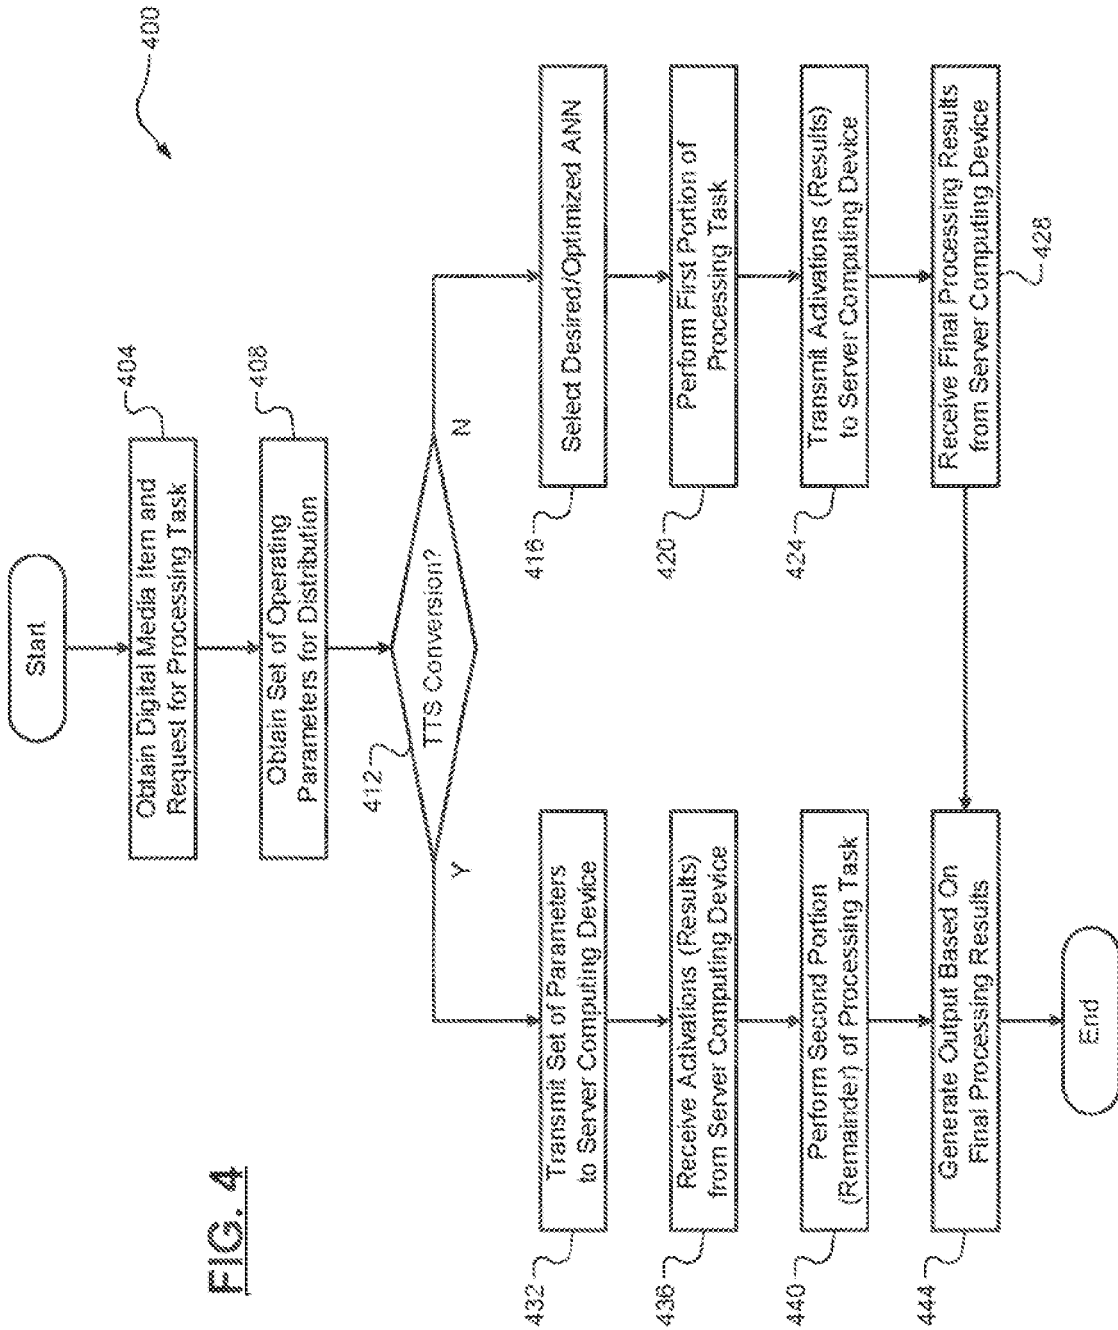 400
Start
Obtain Digital Media Item and
Request for Processing Task
404
Obtain Set of Operating
Parameters for Distribution
408
TTS Conversion?
412
Y
N
Transmit Set of Parameters
to Server Computing Device
432
Receive Activations (Results)
from Server Computing Device
436
Perform Second Portion
(Remainder) of Processing Task
440
Generate Output Based On
Final Processing Results
444
End
Select Desired/Optimized ANN
416
Perform First Portion of
Processing Task
420
Transmit Activations (Results)
to Server Computing Device
424
Receive Final Processing Results
from Server Computing Device
428
FIG. 4